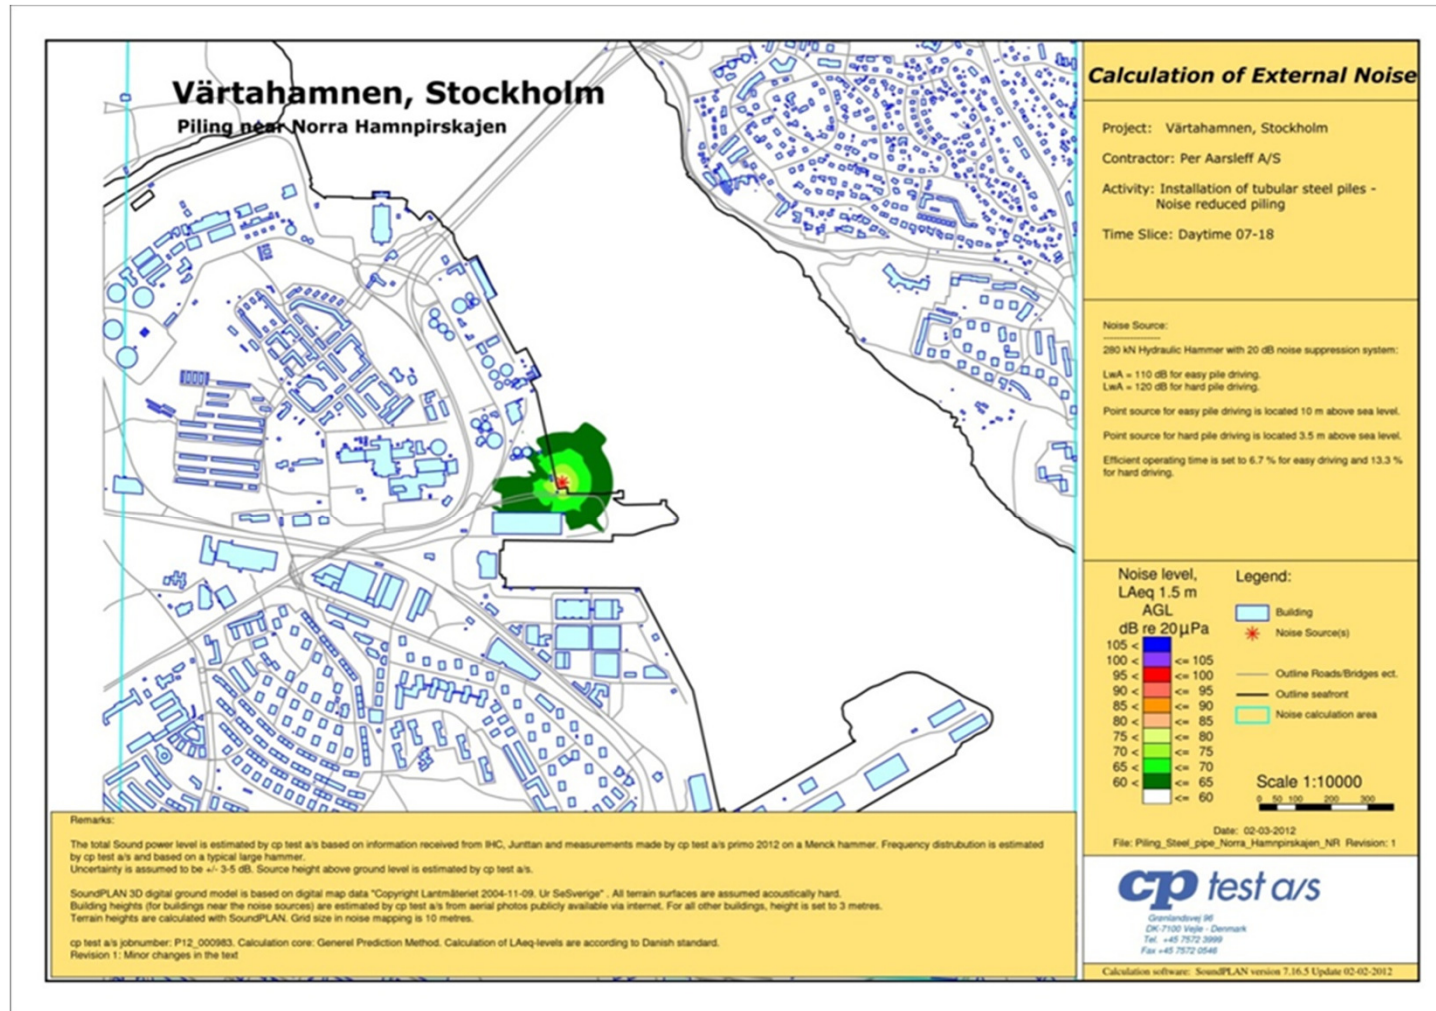 Värtahamnen, Stockholm
Piling near Norra Hamnpirskajen
Calculation of External Noise
Project: Värtahamnen, Stockholm
Contractor: Per Aarsleff A/S
Activity: Installation of tubular steel piles -
Noise reduced piling
Time Slice: Daytime 07-18
Noise Source:
280 kN Hydraulic Hammer with 20 dB noise suppression system:
LwA = 110 dB for easy pile driving.
LwA = 120 dB for hard pile driving.
Point source for easy pile driving is located 10 m above sea level.
Point source for hard pile driving is located 3.5 m above sea level.
Efficient operating time is set to 6.7 % for easy driving and 13.3 %
for hard driving.
Noise level,
LAeq 1.5 m
AGL
dB re 20µPa
105 <
100 < <= 105
95 < <= 100
90 < <= 95
85 < <= 90
80 < <= 85
75 < <= 80
70 < <= 75
65 < <= 70
60 < <= 65
<= 60
Legend:
Building
Noise Source(s)
Outline Roads/Bridges ect.
Outline seafront
Noise calculation area
Scale 1:10000
0 50 100 200 300
Date: 02-03-2012
File: Piling_Steel_pipe_Norra_Hamnpirskajen_NR Revision: 1
cp test a/s
Grønlandsvej 96
DK-7100 Vejle - Denmark
Tel. +45 7572 3999
Fax +45 7572 0546
Calculation software: SoundPLAN version 7.16.5 Update 02-02-2012
Remarks:
The total Sound power level is estimated by cp test a/s based on information received from IHC, Junttan and measurements made by cp test a/s primo 2012 on a Menck hammer. Frequency distrubution is estimated
by cp test a/s and based on a typical large hammer.
Uncertainty is assumed to be +/- 3-5 dB. Source height above ground level is estimated by cp test a/s.
SoundPLAN 3D digital ground model is based on digital map data "Copyright Lantmäteriet 2004-11-09. Ur SeSverige" . All terrain surfaces are assumed acoustically hard.
Building heights (for buildings near the noise sources) are estimated by cp test a/s from aerial photos publicly available via internet. For all other buildings, height is set to 3 metres.
Terrain heights are calculated with SoundPLAN. Grid size in noise mapping is 10 metres.
cp test a/s jobnumber: P12_000983. Calculation core: Generel Prediction Method. Calculation of LAeq-levels are according to Danish standard.
Revision 1: Minor changes in the text